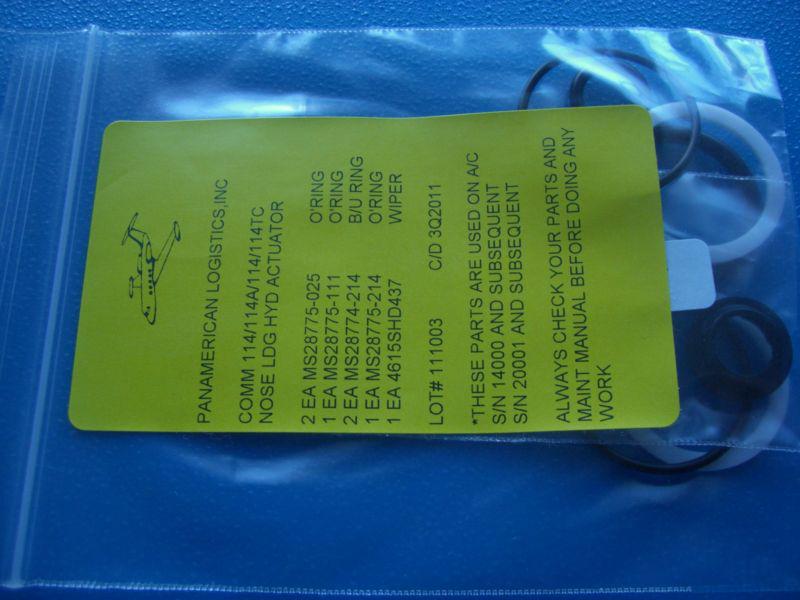 PANAMERICAN LOGISTICS,INC
COMM 114/114A/114/114TC
NOSE LDG HYD ACTUATOR
2 EA MS28775-025 O'RING
1 EA MS28775-111 O'RING
2 EA MS28774-214 B/U RING
1 EA MS28775-214 O'RING
1 EA 4615SHD437 WIPER
LOT# 111003 C/D 3Q2011
*THESE PARTS ARE USED ON A/C
S/N 14000 AND SUBSEQUENT
S/N 20001 AND SUBSEQUENT
ALWAYS CHECK YOUR PARTS AND
MAINT MANUAL BEFORE DOING ANY
WORK